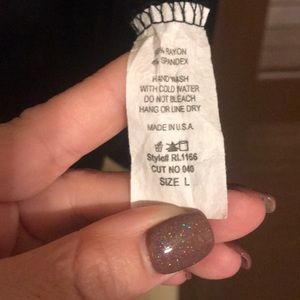 % RAYON
% SPANDEX
HAND WASH
WITH COLD WATER
DO NOT BLEACH
HANG OR LINE DRY
MADE IN U.S.A.
Style# RL1166
CUT NO 040
SIZE L